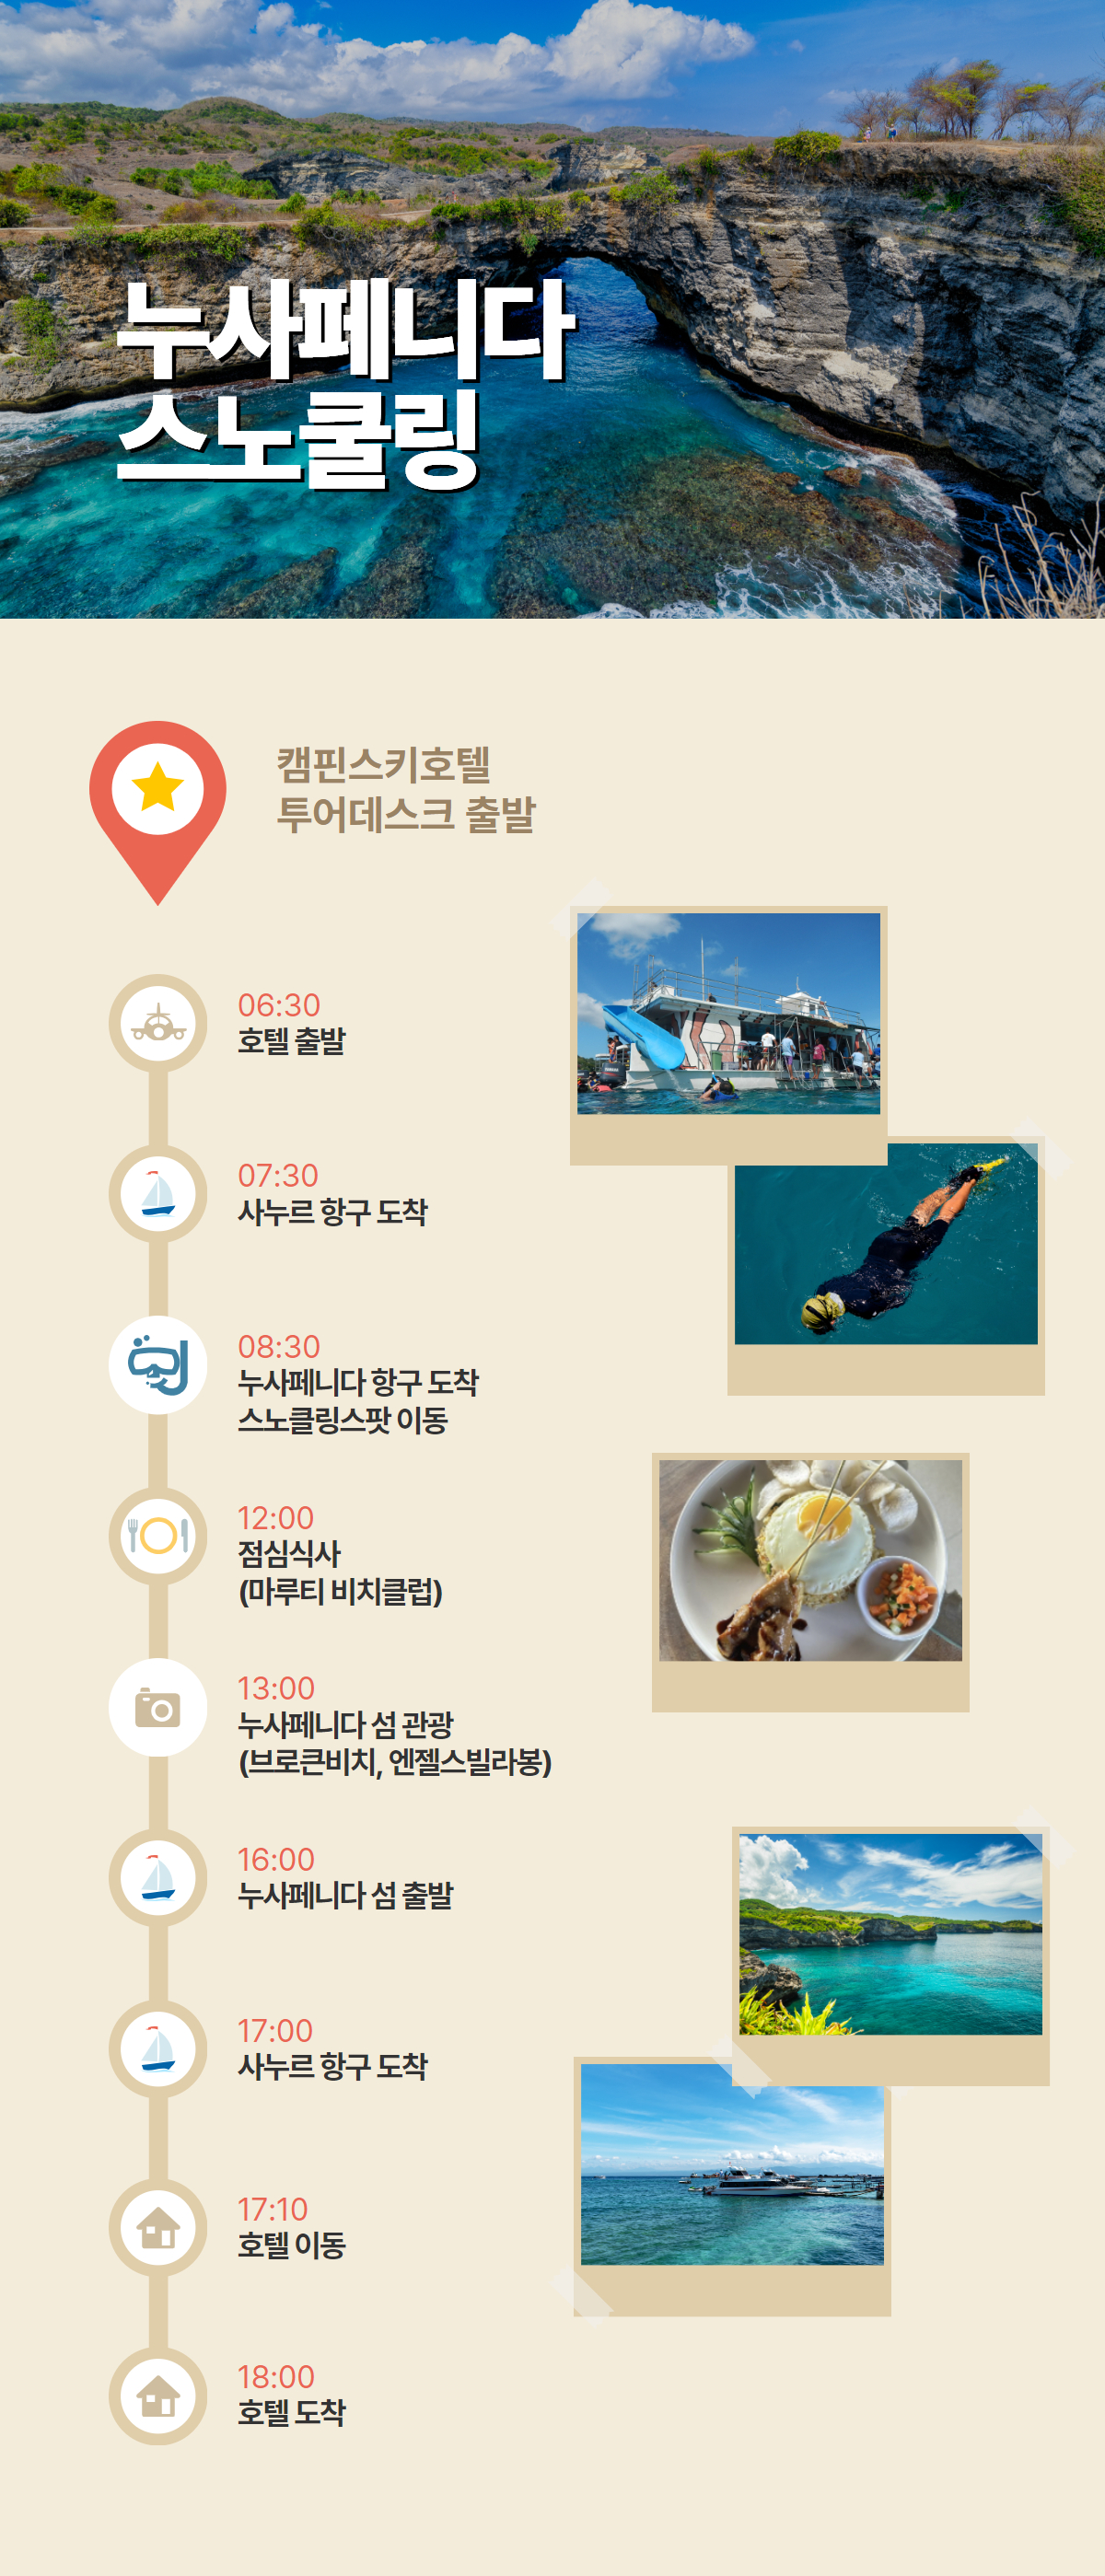 누사페니다
스노쿨링
캠핀스키호텔
투어데스크 출발
06:30
호텔 출발
07:30
사누르 항구 도착
08:30
누사페니다 항구 도착
스노클링스팟 이동
12:00
점심식사
(마루티 비치클럽)
13:00
누사페니다 섬 관광
(브로큰비치, 엔젤스빌라봉)
16:00
누사페니다 섬 출발
17:00
사누르 항구 도착
17:10
호텔 이동
18:00
호텔 도착